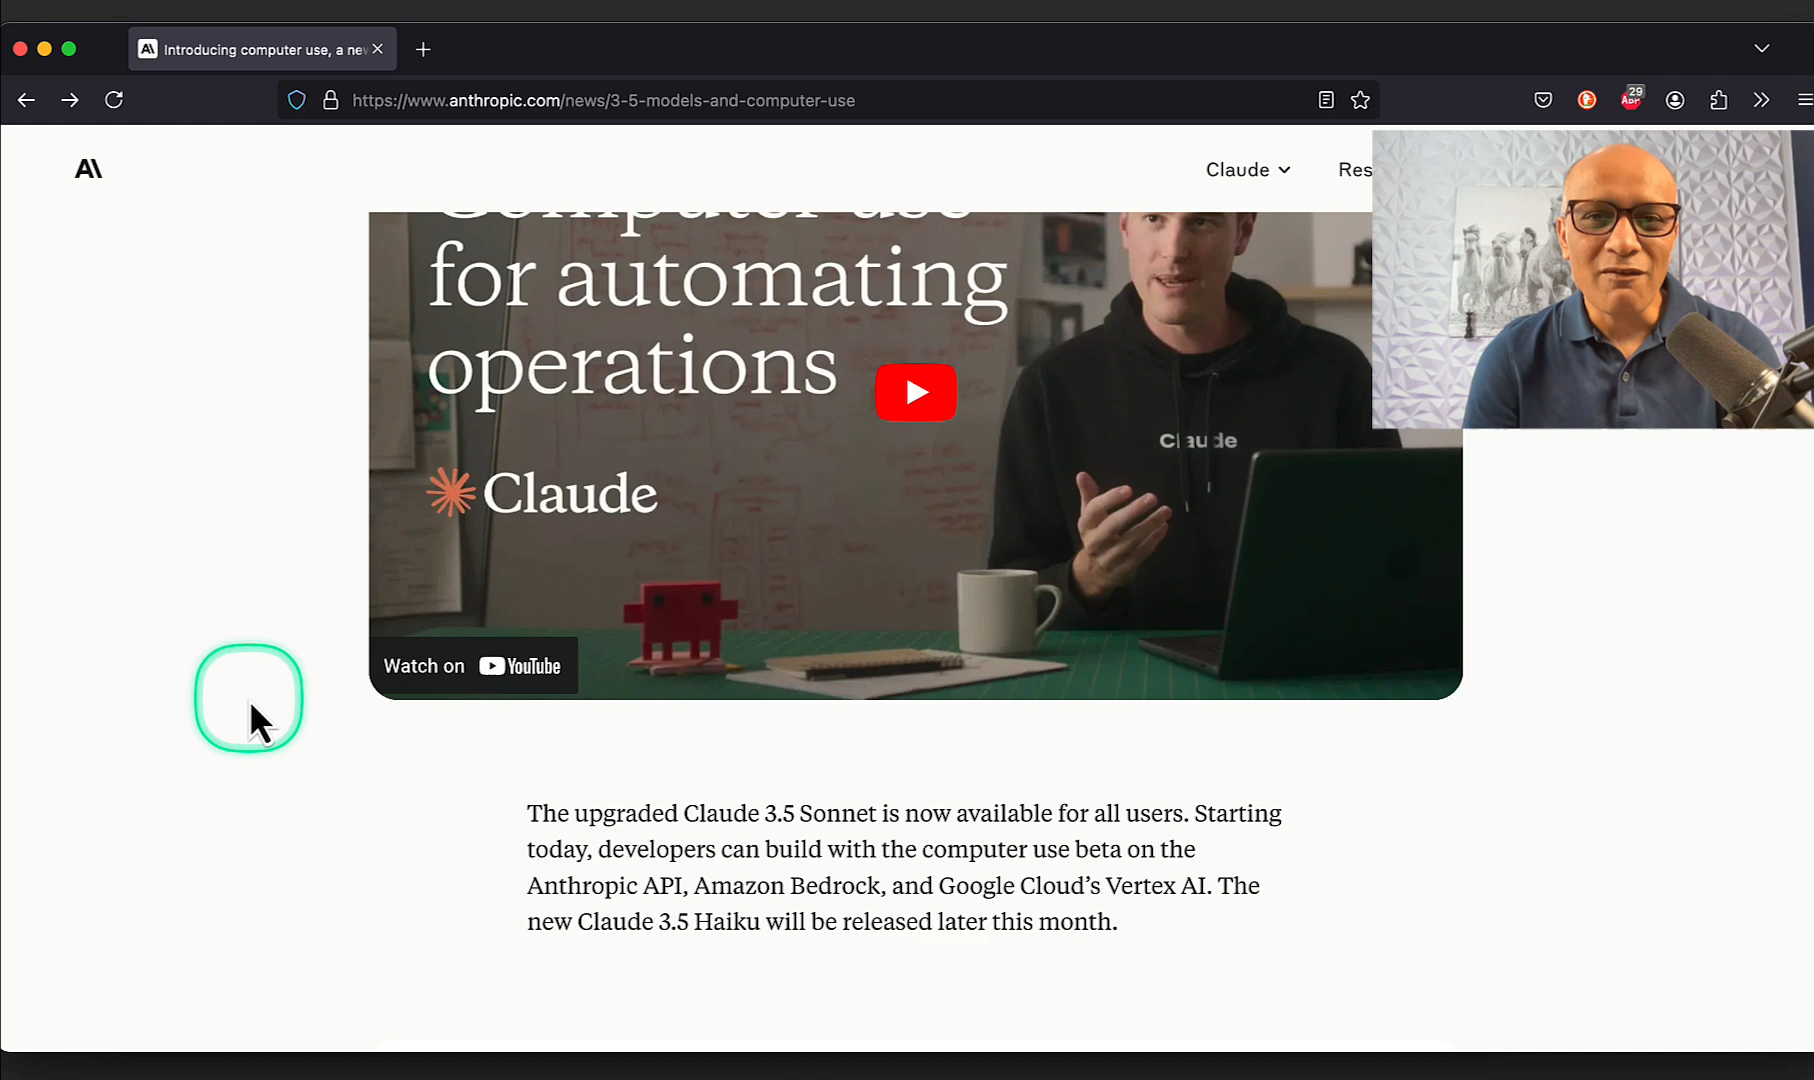 Introducing computer use, a ne
https://www.anthropic.com/news/3-5-models-and-computer-use
29
ABP
A\
Claude
Res
Computer use
for automating
operations
Claude
Claude
Watch on YouTube
The upgraded Claude 3.5 Sonnet is now available for all users. Starting
today, developers can build with the computer use beta on the
Anthropic API, Amazon Bedrock, and Google Cloud’s Vertex AI. The
new Claude 3.5 Haiku will be released later this month.